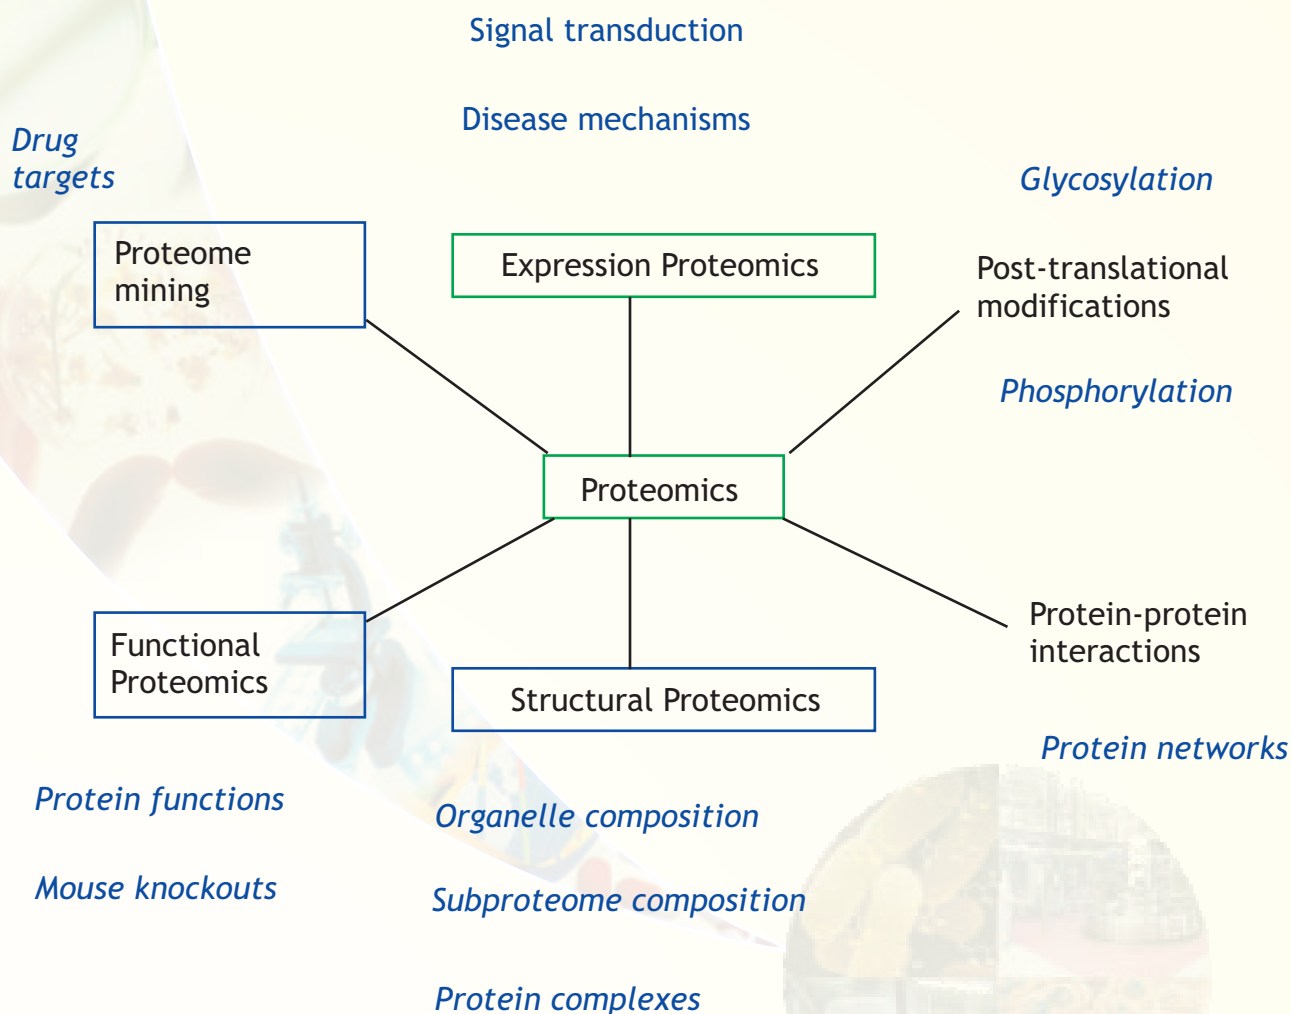 Signal transduction
Disease mechanisms
Drug
targets
Glycosylation
Proteome
mining
Expression Proteomics
Post-translational
modifications
Phosphorylation
Proteomics
Functional
Proteomics
Structural Proteomics
Protein-protein
interactions
Protein networks
Protein functions
Organelle composition
Mouse knockouts
Subproteome composition
Protein complexes